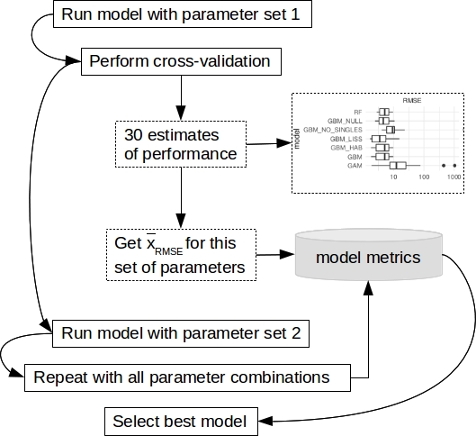 Run model with parameter set 1
Perform cross-validation
30 estimates
of performance
RMSE
model
RF
GBM_NULL
GBM_NO_SINGLES
GBM_LISS
GBM_HAB
GBM
GAM
10
100
1000
Get x̅RMSE for this
set of parameters
model metrics
Run model with parameter set 2
Repeat with all parameter combinations
Select best model